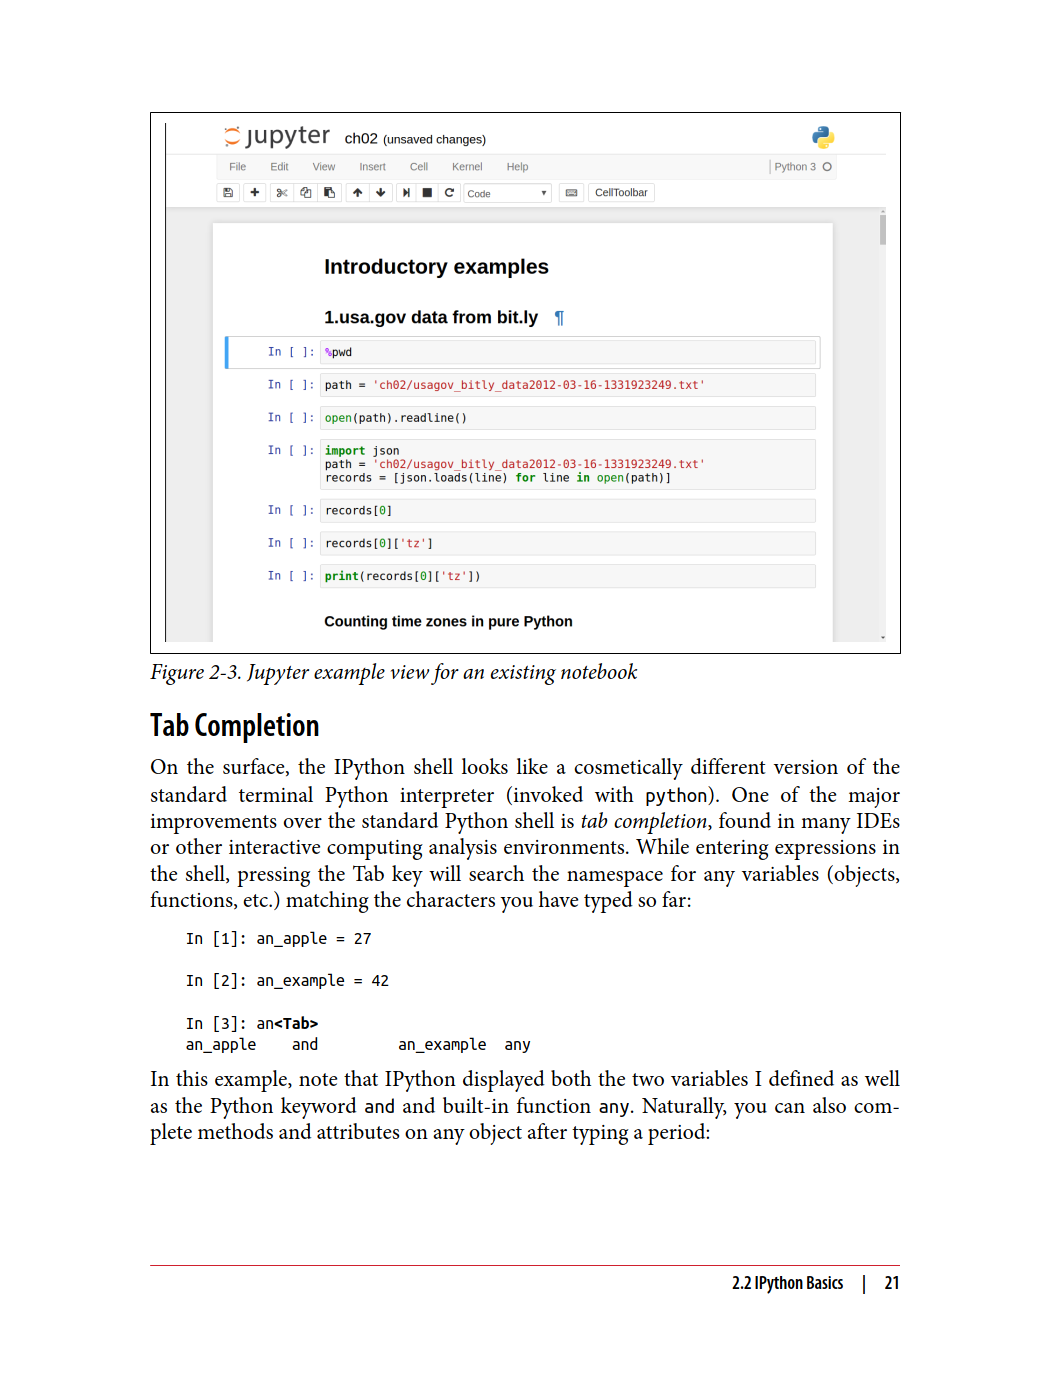 jupyter ch02 (unsaved changes)
File Edit View Insert Cell Kernel Help Python 3
Code CellToolbar
Introductory examples
1.usa.gov data from bit.ly ¶
In [ ]: %pwd
In [ ]: path = 'ch02/usagov_bitly_data2012-03-16-1331923249.txt'
In [ ]: open(path).readline()
In [ ]: import json
path = 'ch02/usagov_bitly_data2012-03-16-1331923249.txt'
records = [json.loads(line) for line in open(path)]
In [ ]: records[0]
In [ ]: records[0]['tz']
In [ ]: print(records[0]['tz'])
Counting time zones in pure Python
Figure 2-3. Jupyter example view for an existing notebook
Tab Completion
On the surface, the IPython shell looks like a cosmetically different version of the
standard terminal Python interpreter (invoked with python). One of the major
improvements over the standard Python shell is tab completion, found in many IDEs
or other interactive computing analysis environments. While entering expressions in
the shell, pressing the Tab key will search the namespace for any variables (objects,
functions, etc.) matching the characters you have typed so far:
In [1]: an_apple = 27
In [2]: an_example = 42
In [3]: an<Tab>
an_apple and an_example any
In this example, note that IPython displayed both the two variables I defined as well
as the Python keyword and and built-in function any. Naturally, you can also com-
plete methods and attributes on any object after typing a period:
2.2 IPython Basics | 21